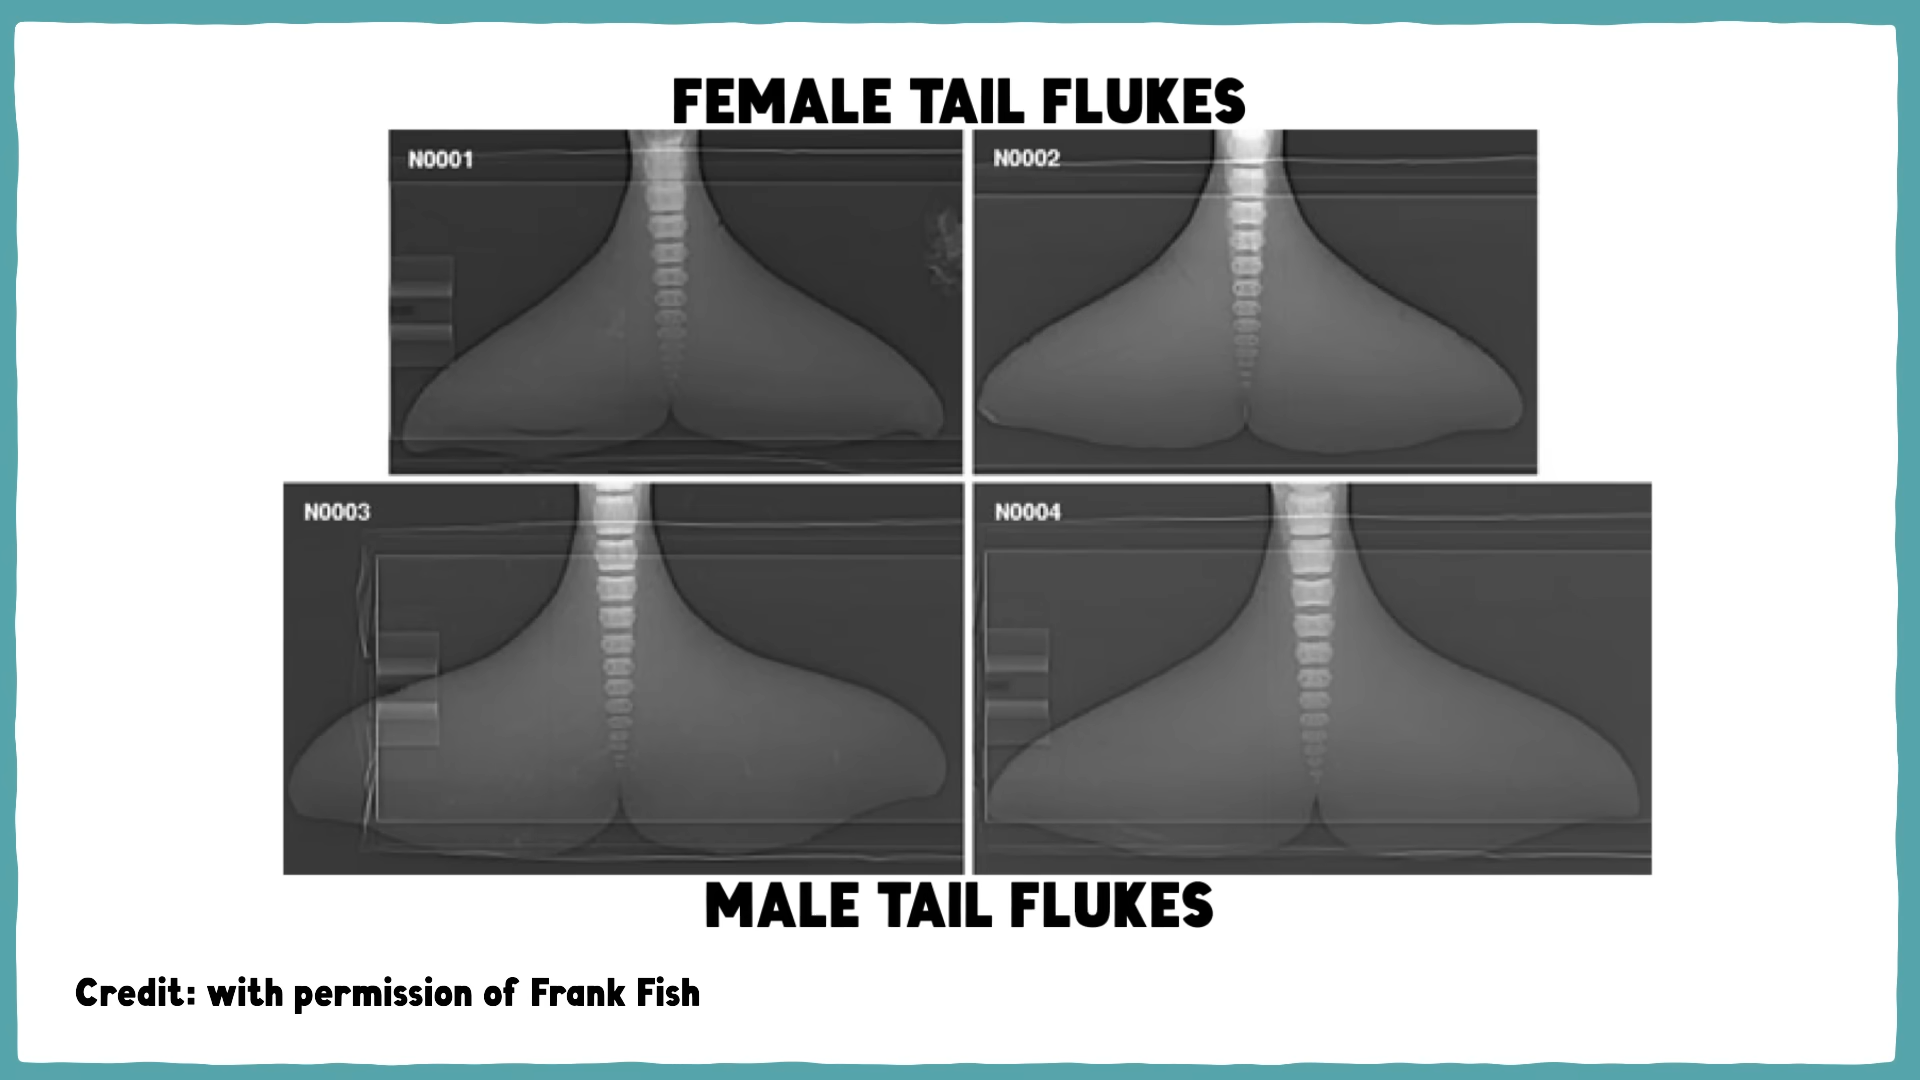 FEMALE TAIL FLUKES
N0001
N0002
N0003
N0004
MALE TAIL FLUKES
Credit: with permission of Frank Fish